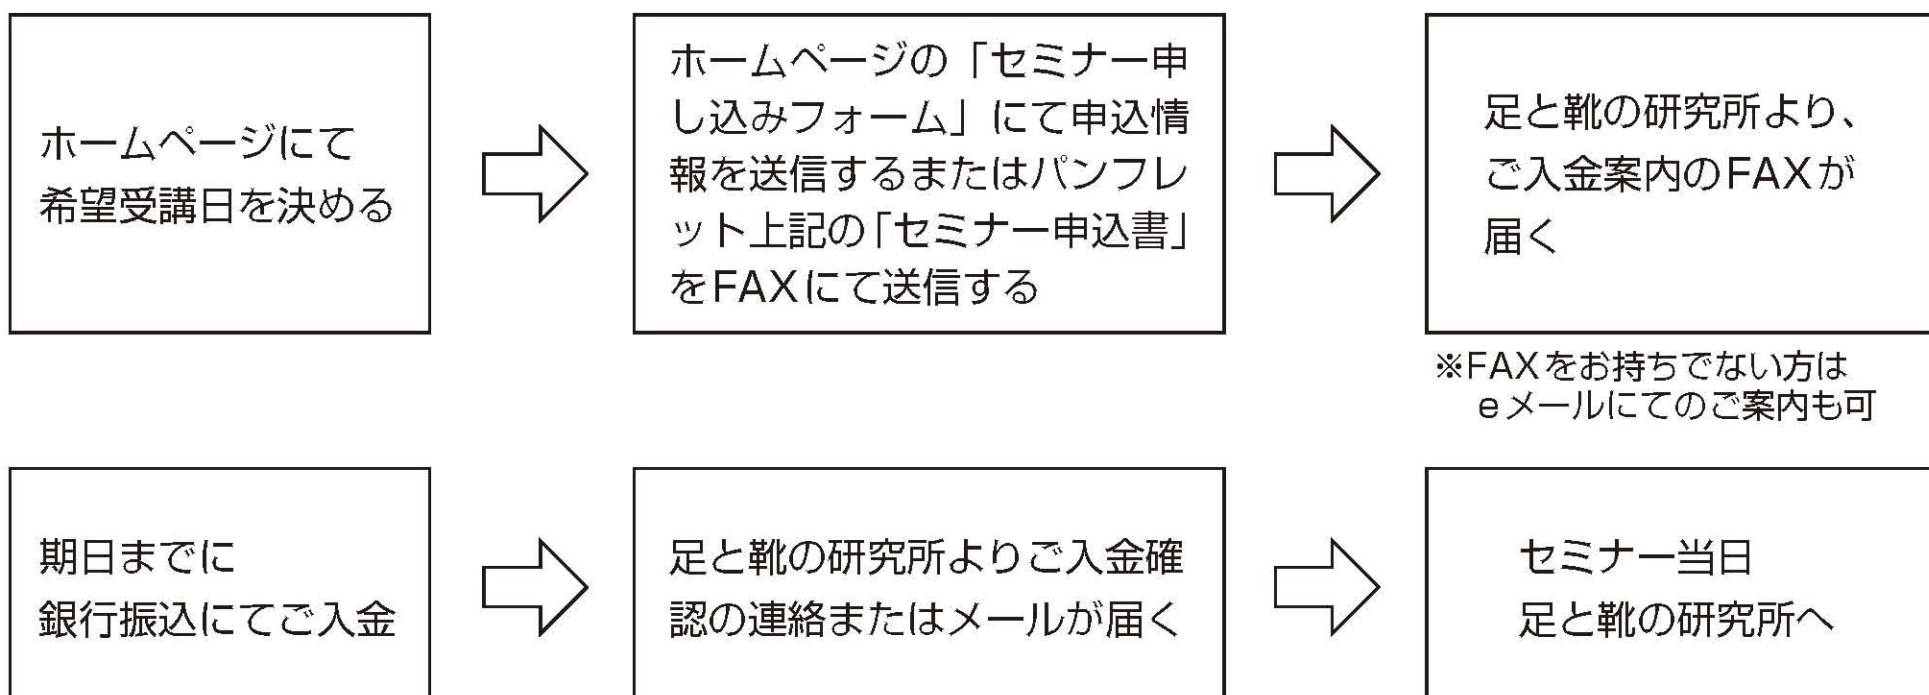 ホームページにて
希望受講日を決める
ホームページの「セミナー申
し込みフォーム」にて申込情
報を送信するまたはパンフレ
ット上記の「セミナー申込書」
をFAXにて送信する
足と靴の研究所より、
ご入金案内のFAXが
届く
※FAXをお持ちでない方は
eメールにてのご案内も可
期日までに
銀行振込にてご入金
足と靴の研究所よりご入金確
認の連絡またはメールが届く
セミナー当日
足と靴の研究所へ